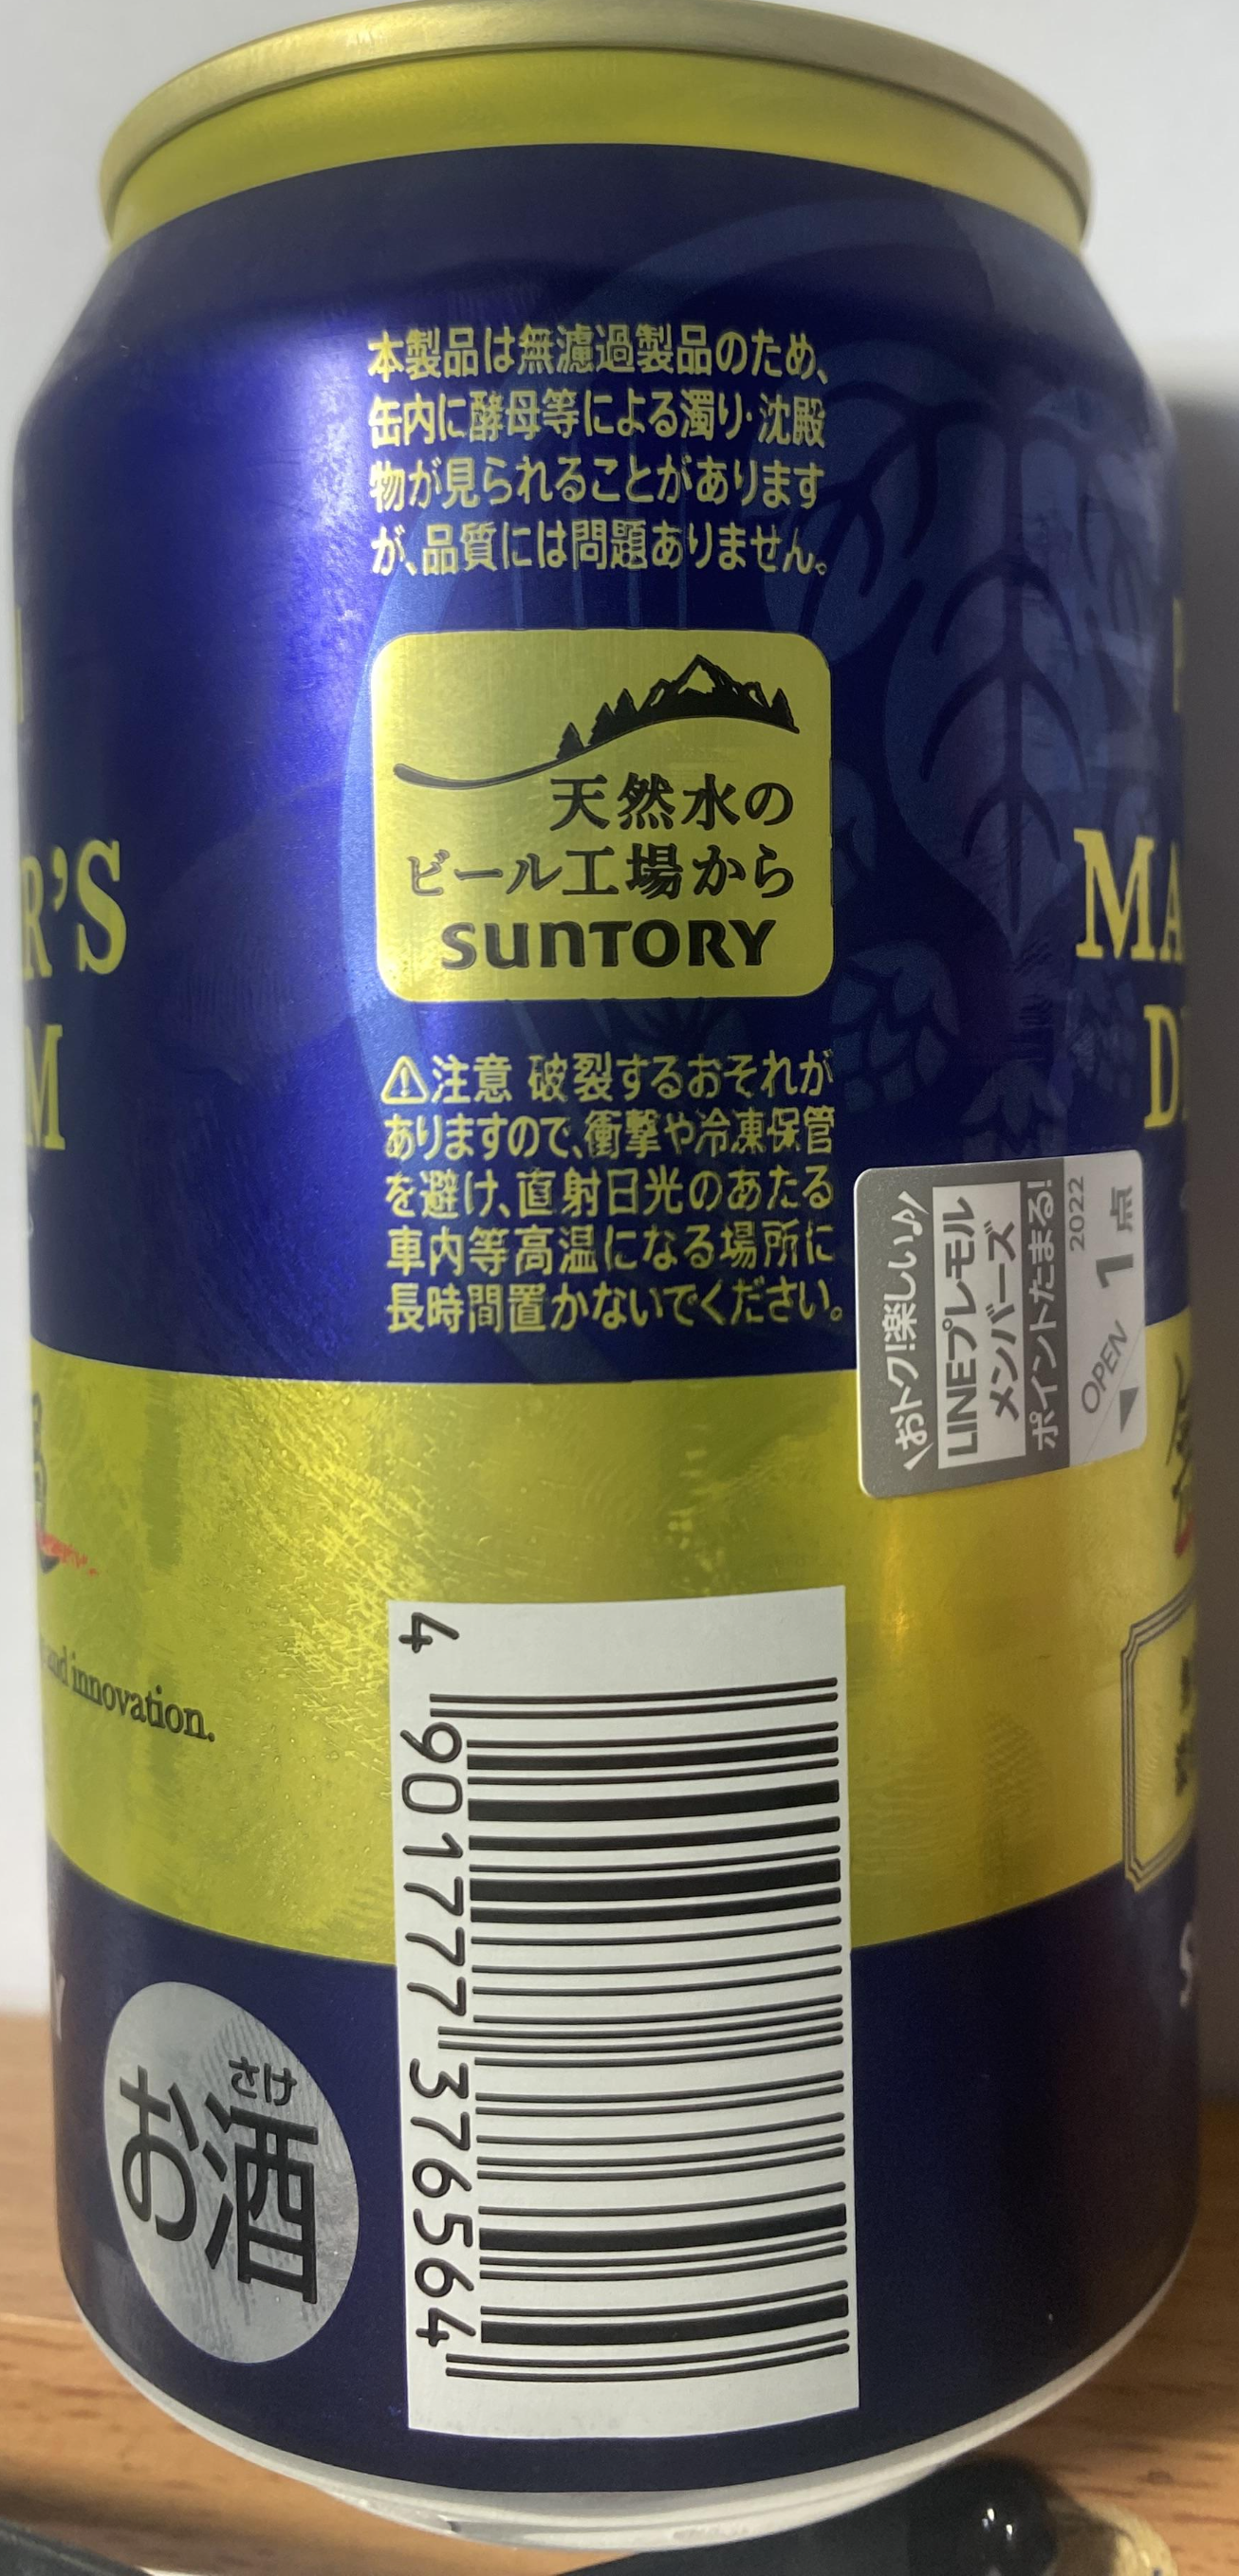 本製品は無濾過製品のため、
缶内に酵母等による濁り·沈殿
物が見られることがあります
が、品質には問題ありません。
天然水の
ビール工場から
SUNTORY
R'S
M
MA
D
⚠注意 破裂するおそれが
ありますので、衝撃や冷凍保管
を避け、直射日光のあたる
車内等高温になる場所に
長時間置かないでください。
\おトク!楽しい♪/
LINEプレモル
メンバーズ
ポイントたまる!
2022
1点
OPEN
and innovation.
4 901777 376564
さけ
お酒